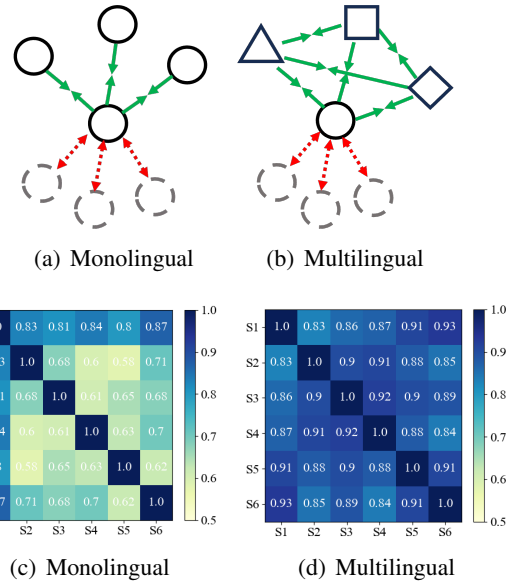 (a) Monolingual
(b) Multilingual
0.83 0.81 0.84 0.8 0.87
1.0 0.68 0.6 0.58 0.71
0.68 1.0 0.61 0.65 0.68
0.6 0.61 1.0 0.63 0.7
0.58 0.65 0.63 1.0 0.62
0.71 0.68 0.7 0.62 1.0
S2 S3 S4 S5 S6
1.0
0.9
0.8
0.7
0.6
0.5
(c) Monolingual
S1 1.0 0.83 0.86 0.87 0.91 0.93
S2 0.83 1.0 0.9 0.91 0.88 0.85
S3 0.86 0.9 1.0 0.92 0.9 0.89
S4 0.87 0.91 0.92 1.0 0.88 0.84
S5 0.91 0.88 0.9 0.88 1.0 0.91
S6 0.93 0.85 0.89 0.84 0.91 1.0
S1 S2 S3 S4 S5 S6
1.0
0.9
0.8
0.7
0.6
0.5
(d) Multilingual